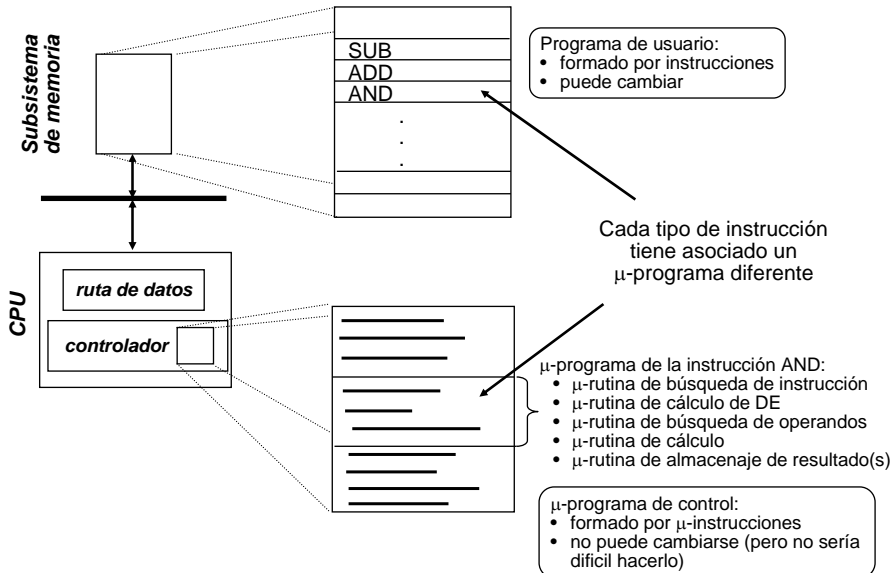 Subsistema
de memoria
SUB
ADD
AND
.
.
.
Programa de usuario:
• formado por instrucciones
• puede cambiar
Cada tipo de instrucción
tiene asociado un
μ-programa diferente
CPU
ruta de datos
controlador
μ-programa de la instrucción AND:
• μ-rutina de búsqueda de instrucción
• μ-rutina de cálculo de DE
• μ-rutina de búsqueda de operandos
• μ-rutina de cálculo
• μ-rutina de almacenaje de resultado(s)
μ-programa de control:
• formado por μ-instrucciones
• no puede cambiarse (pero no sería
dificil hacerlo)